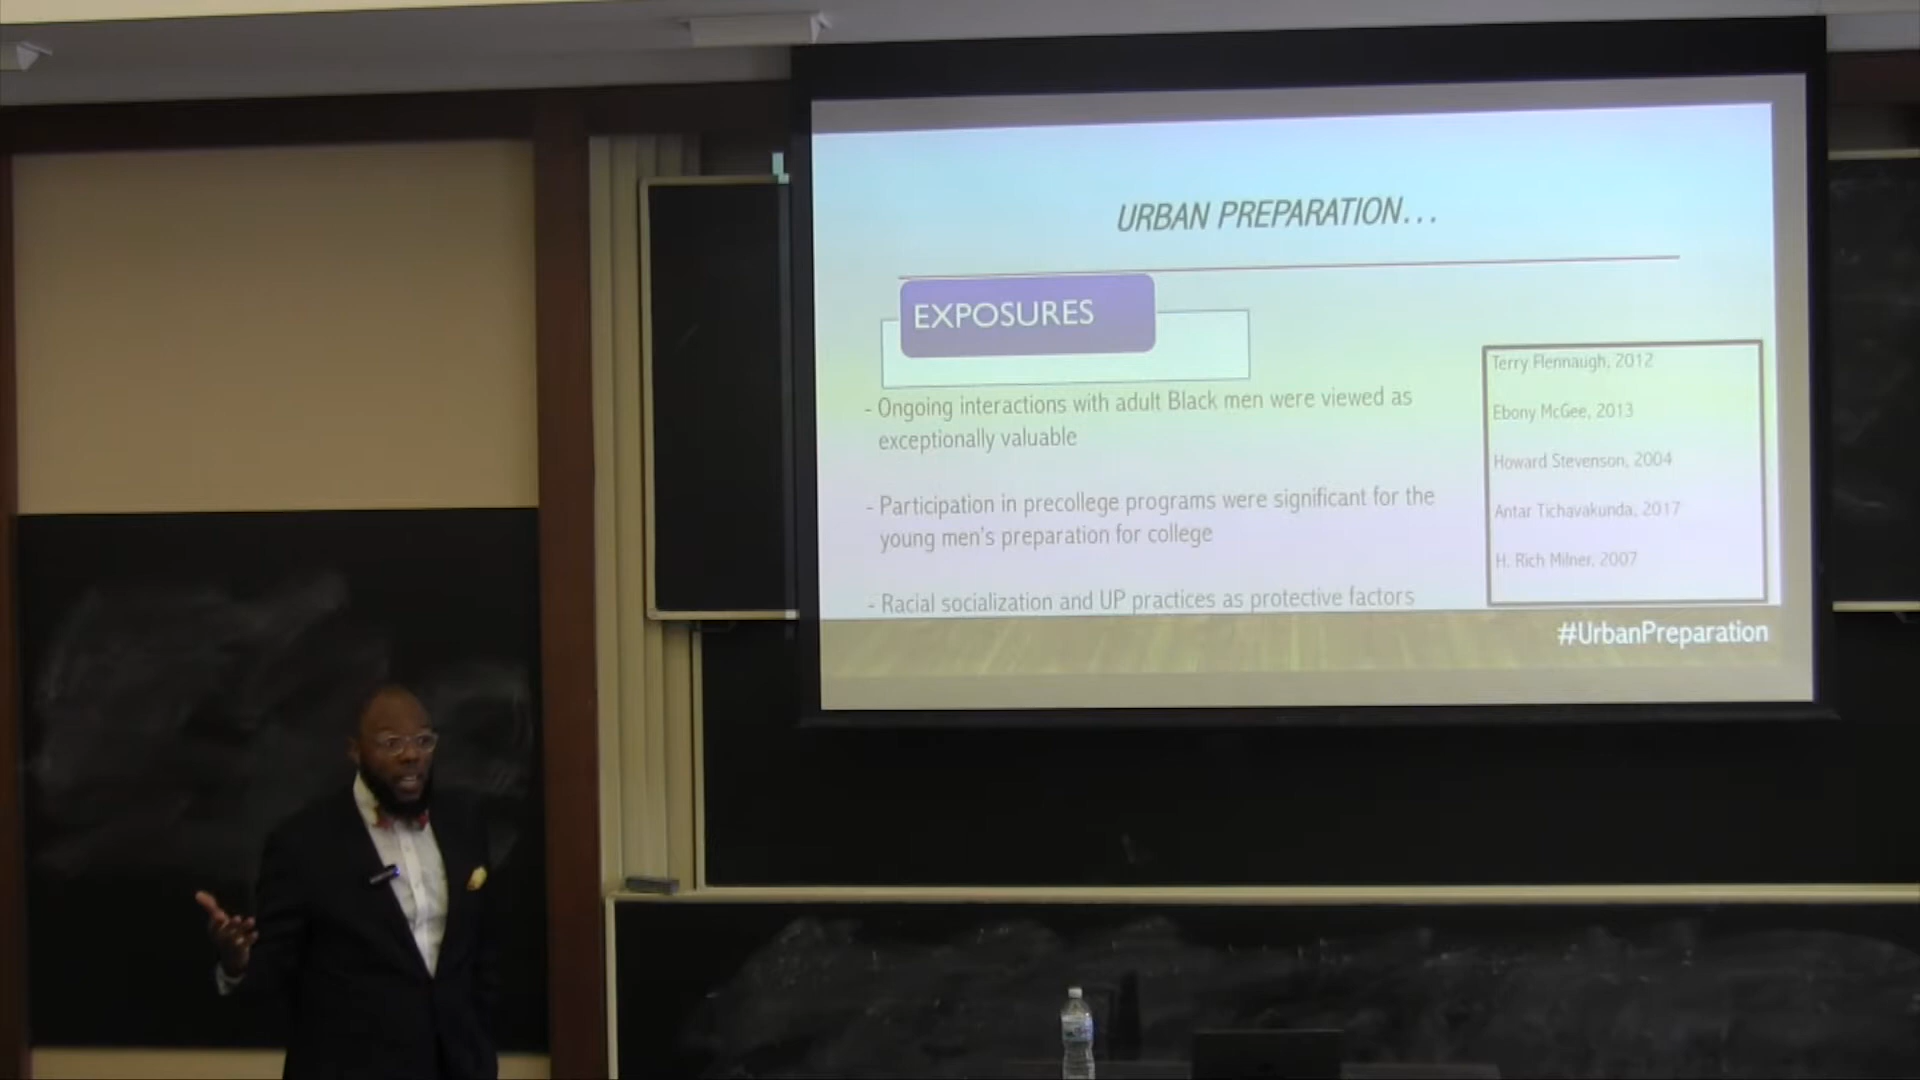 URBAN PREPARATION...
EXPOSURES
- Ongoing interactions with adult Black men were viewed as
exceptionally valuable
- Participation in precollege programs were significant for the
young men's preparation for college
- Racial socialization and UP practices as protective factors
Terry Flennaugh, 2012
Ebony McGee, 2013
Howard Stevenson, 2004
Antar Tichavakunda, 2017
H. Rich Milner, 2007
#UrbanPreparation